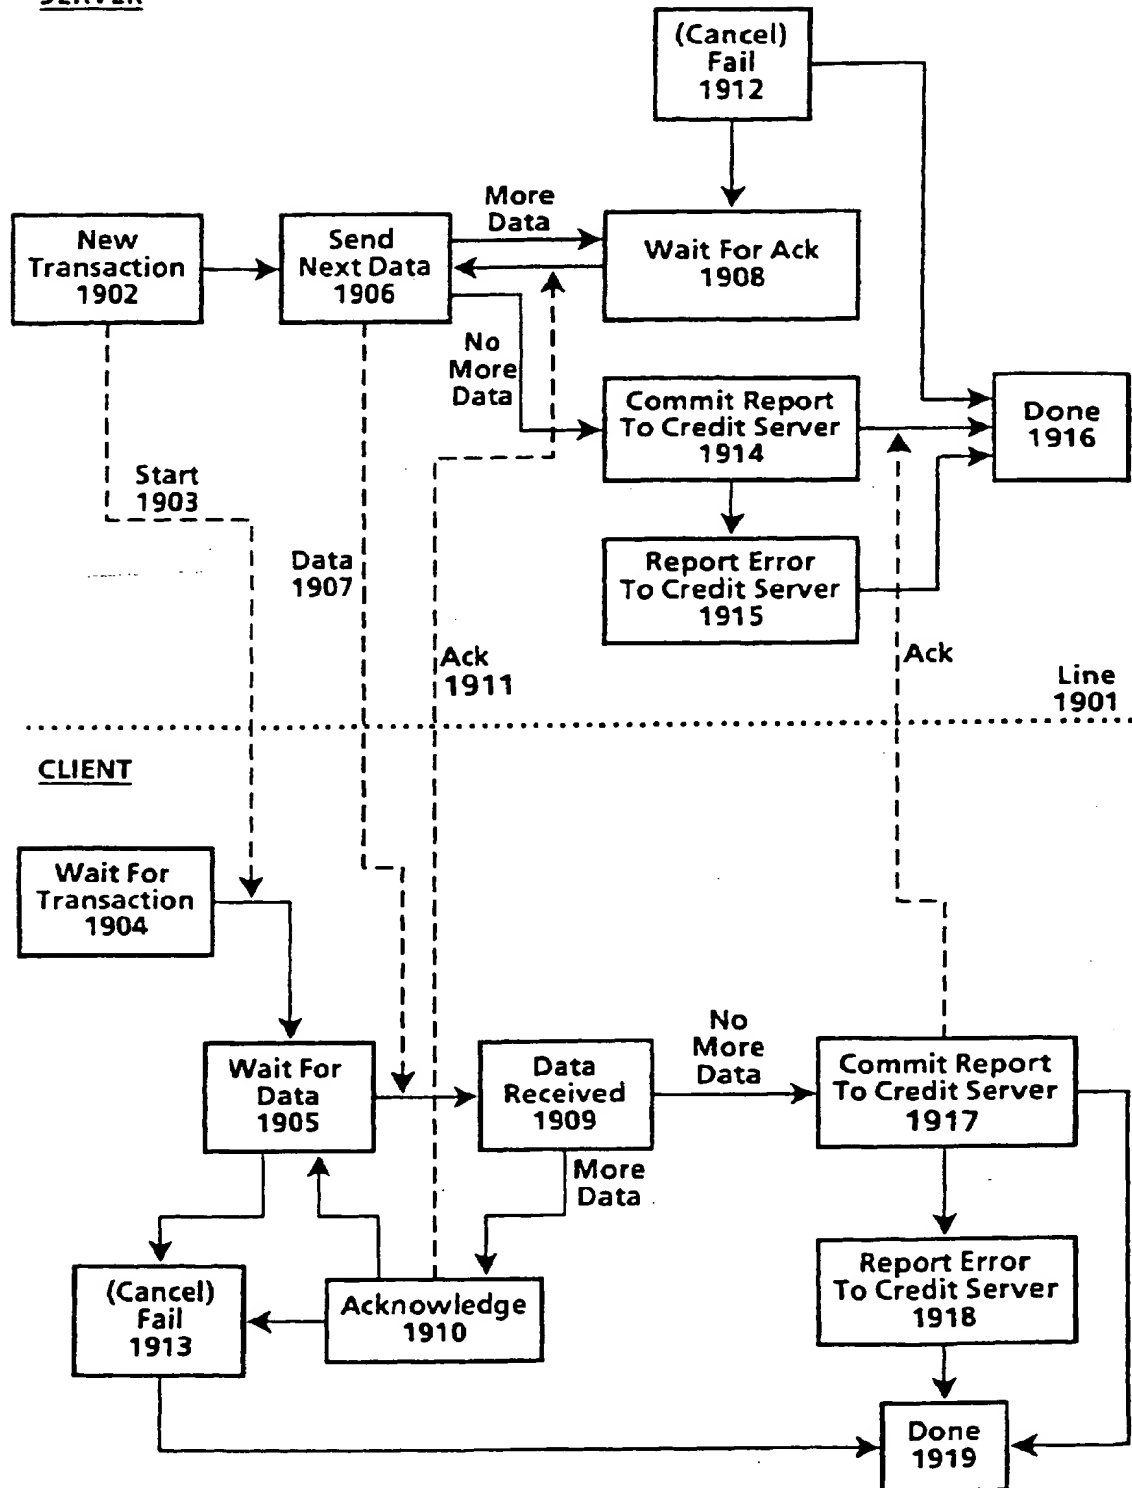 SERVER
(Cancel)
Fail
1912
More
Data
New
Transaction
1902
Send
Next Data
1906
Wait For Ack
1908
No
More
Data
Commit Report
To Credit Server
1914
Done
1916
Start
1903
Data
1907
Report Error
To Credit Server
1915
Ack
1911
Ack
Line
1901
CLIENT
Wait For
Transaction
1904
Wait For
Data
1905
Data
Received
1909
No
More
Data
Commit Report
To Credit Server
1917
More
Data
(Cancel)
Fail
1913
Acknowledge
1910
Report Error
To Credit Server
1918
Done
1919